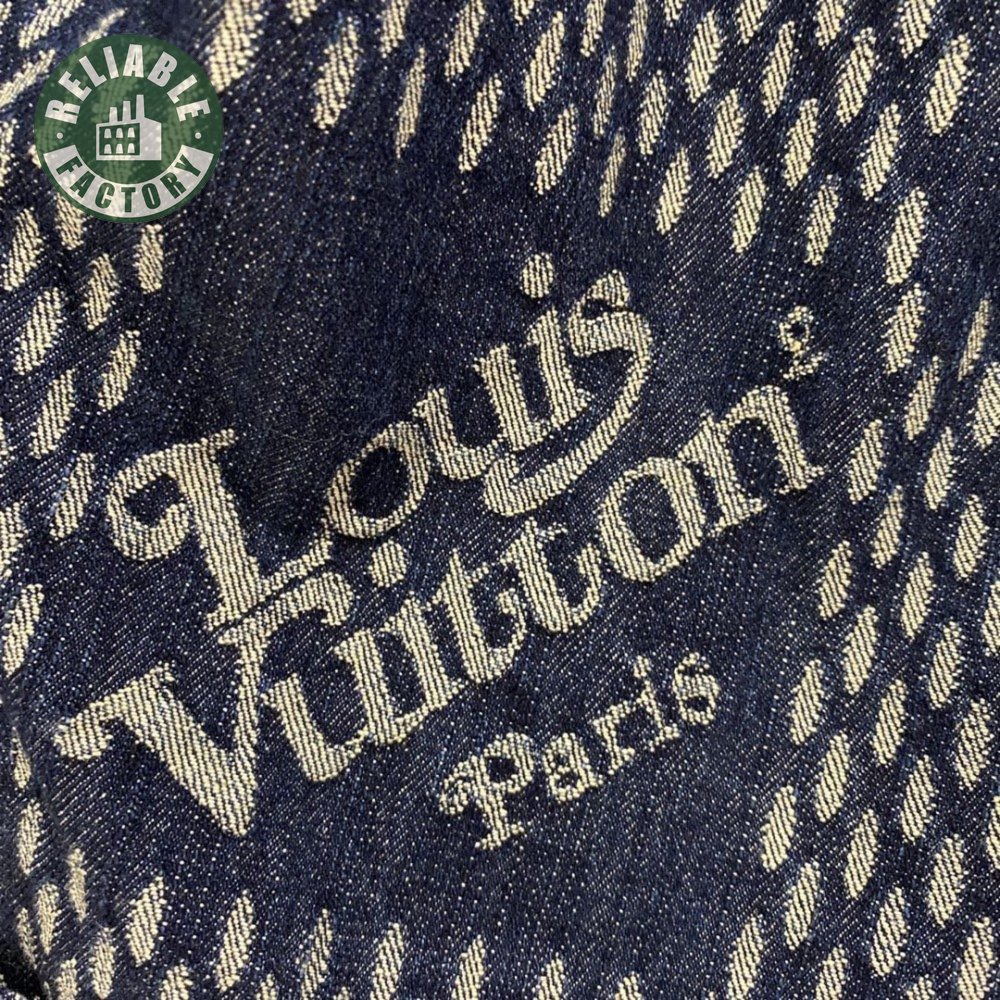 RELIABLE
FACTORY
Louis
Vuitton
Paris